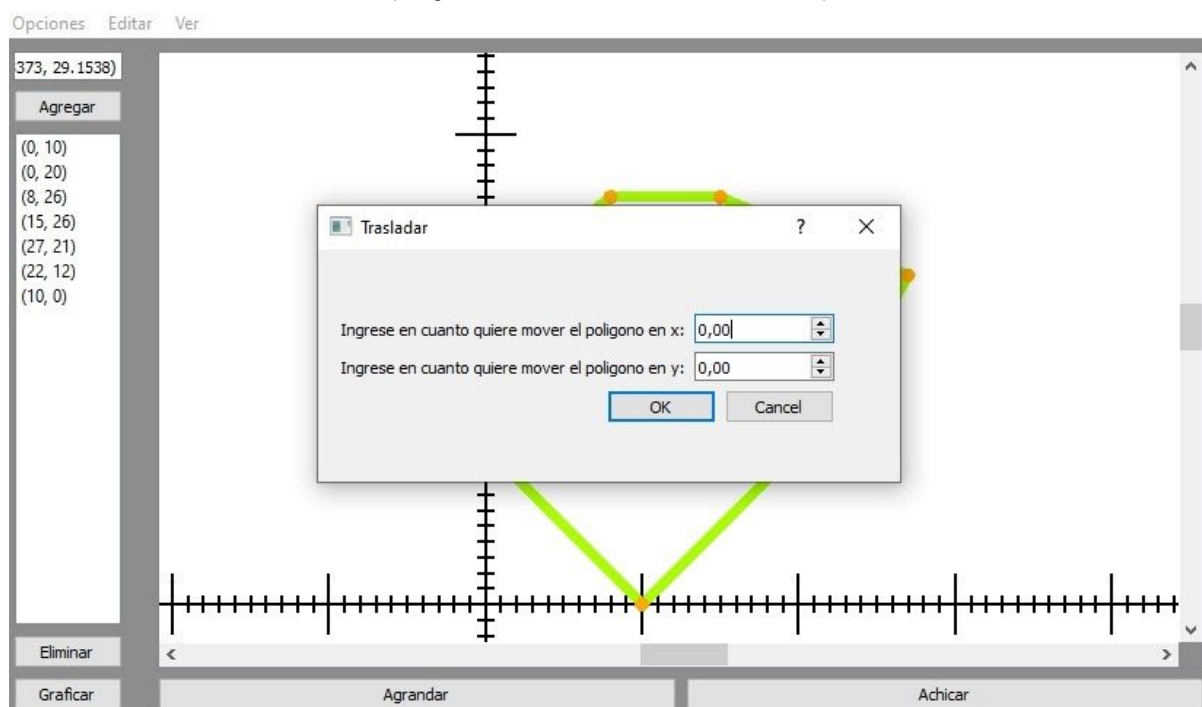 Opciones Editar Ver
373, 29.1538)
Agregar
(0, 10)
(0, 20)
(8, 26)
(15, 26)
(27, 21)
(22, 12)
(10, 0)
Trasladar ?
Ingrese en cuanto quiere mover el poligono en x: 0,00
Ingrese en cuanto quiere mover el poligono en y: 0,00
OK Cancel
Eliminar
Graficar Agrandar Achicar